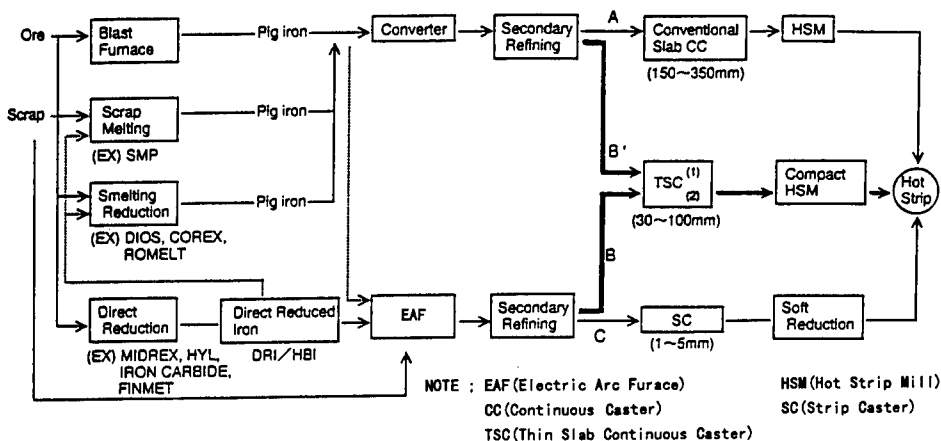 Ore
Blast
Furnace
Pig iron
Converter
Secondary
Refining
A
Conventional
Slab CC
(150~350mm)
HSM
Scrap
Scrap
Melting
Pig iron
(EX) SMP
B'
Smelting
Reduction
Pig iron
(EX) DIOS, COREX,
ROMELT
TSC (1)
(2)
(30~100mm)
Compact
HSM
Hot
Strip
B
Direct
Reduction
Direct Reduced
Iron
EAF
Secondary
Refining
C
SC
(1~5mm)
Soft
Reduction
(EX) MIDREX, HYL,
IRON CARBIDE,
FINMET
DRI/HBI
NOTE ; EAF(Electric Arc Furace)
HSM(Hot Strip Mill)
CC(Continuous Caster)
SC(Strip Caster)
TSC(Thin Slab Continuous Caster)